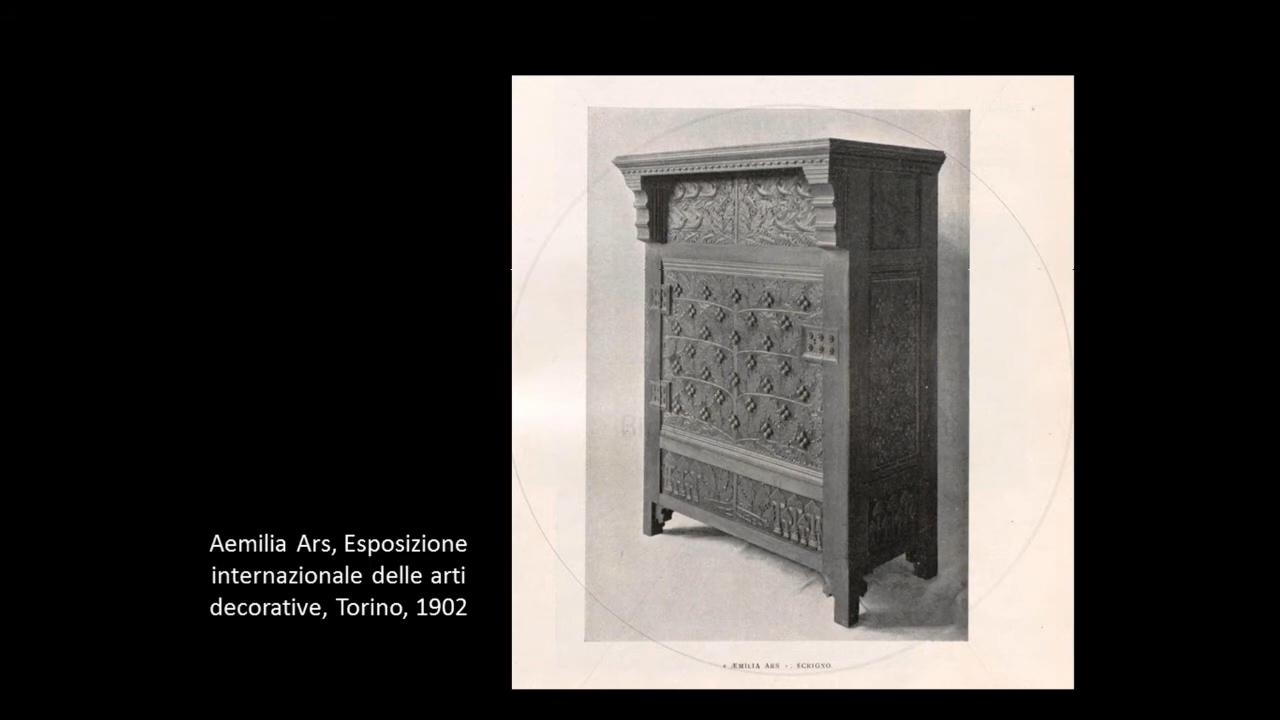 Aemilia Ars, Esposizione
internazionale delle arti
decorative, Torino, 1902
« ÆMILIA ARS » : SCRIGNO.